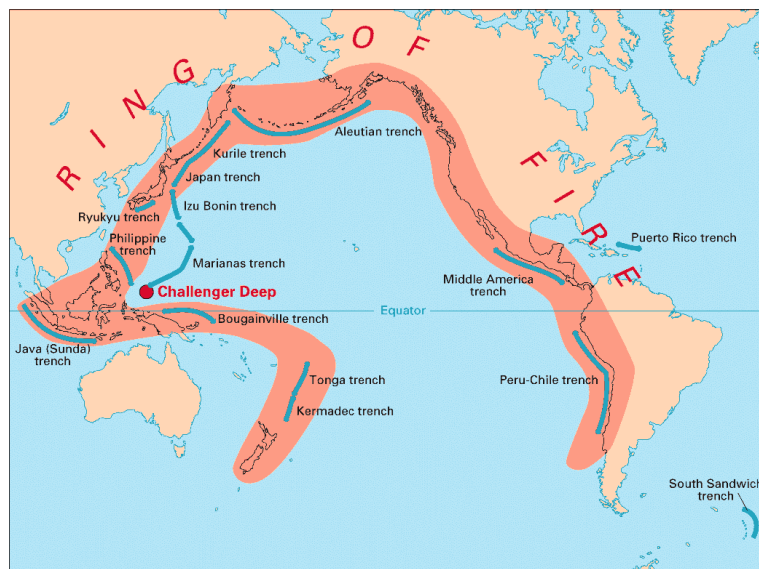 RING OF FIRE
Aleutian trench
Kurile trench
Japan trench
Izu Bonin trench
Ryukyu trench
Philippine
trench
Marianas trench
Challenger Deep
Puerto Rico trench
Middle America
trench
Equator
Bougainville trench
Java (Sunda)
trench
Tonga trench
Kermadec trench
Peru-Chile trench
South Sandwich
trench